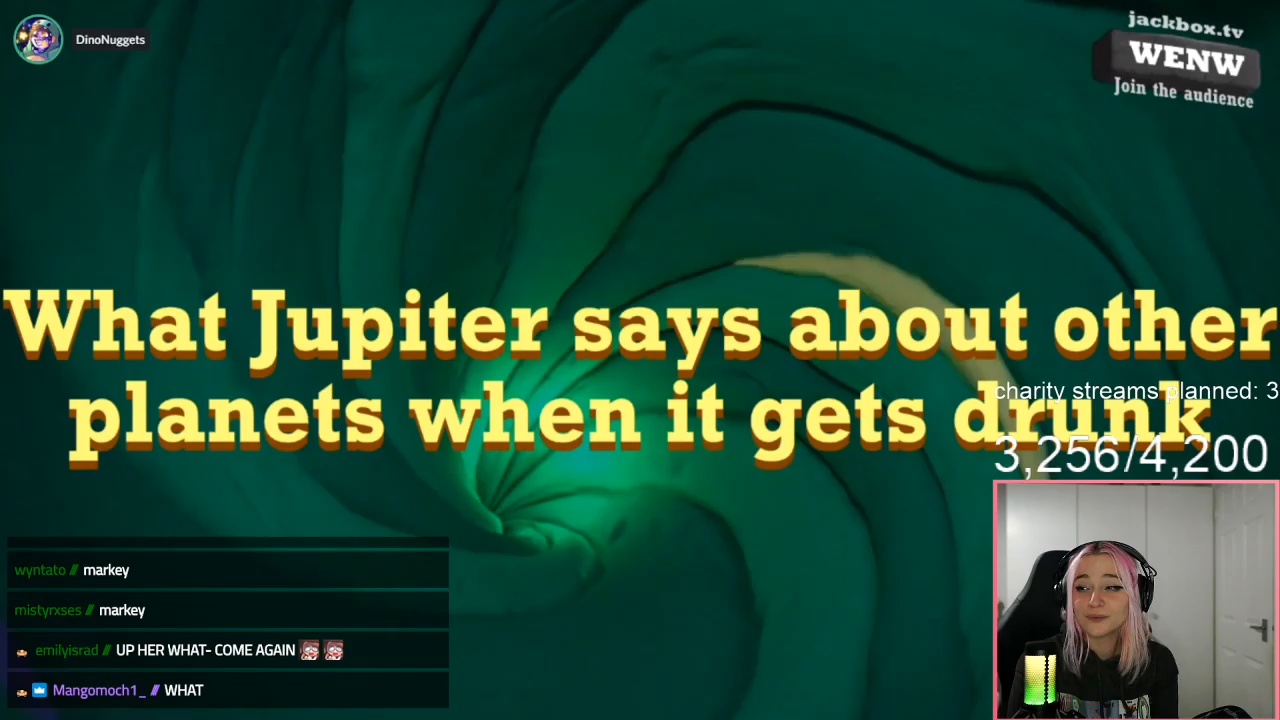 DinoNuggets
jackbox.tv
WENW
Join the audience
What Jupiter says about other
planets when it gets drunk
charity streams planned: 3
3,256/4,200
wyntato // markey
mistyrxses // markey
emilyisrad // UP HER WHAT- COME AGAIN
Mangomoch1_ // WHAT